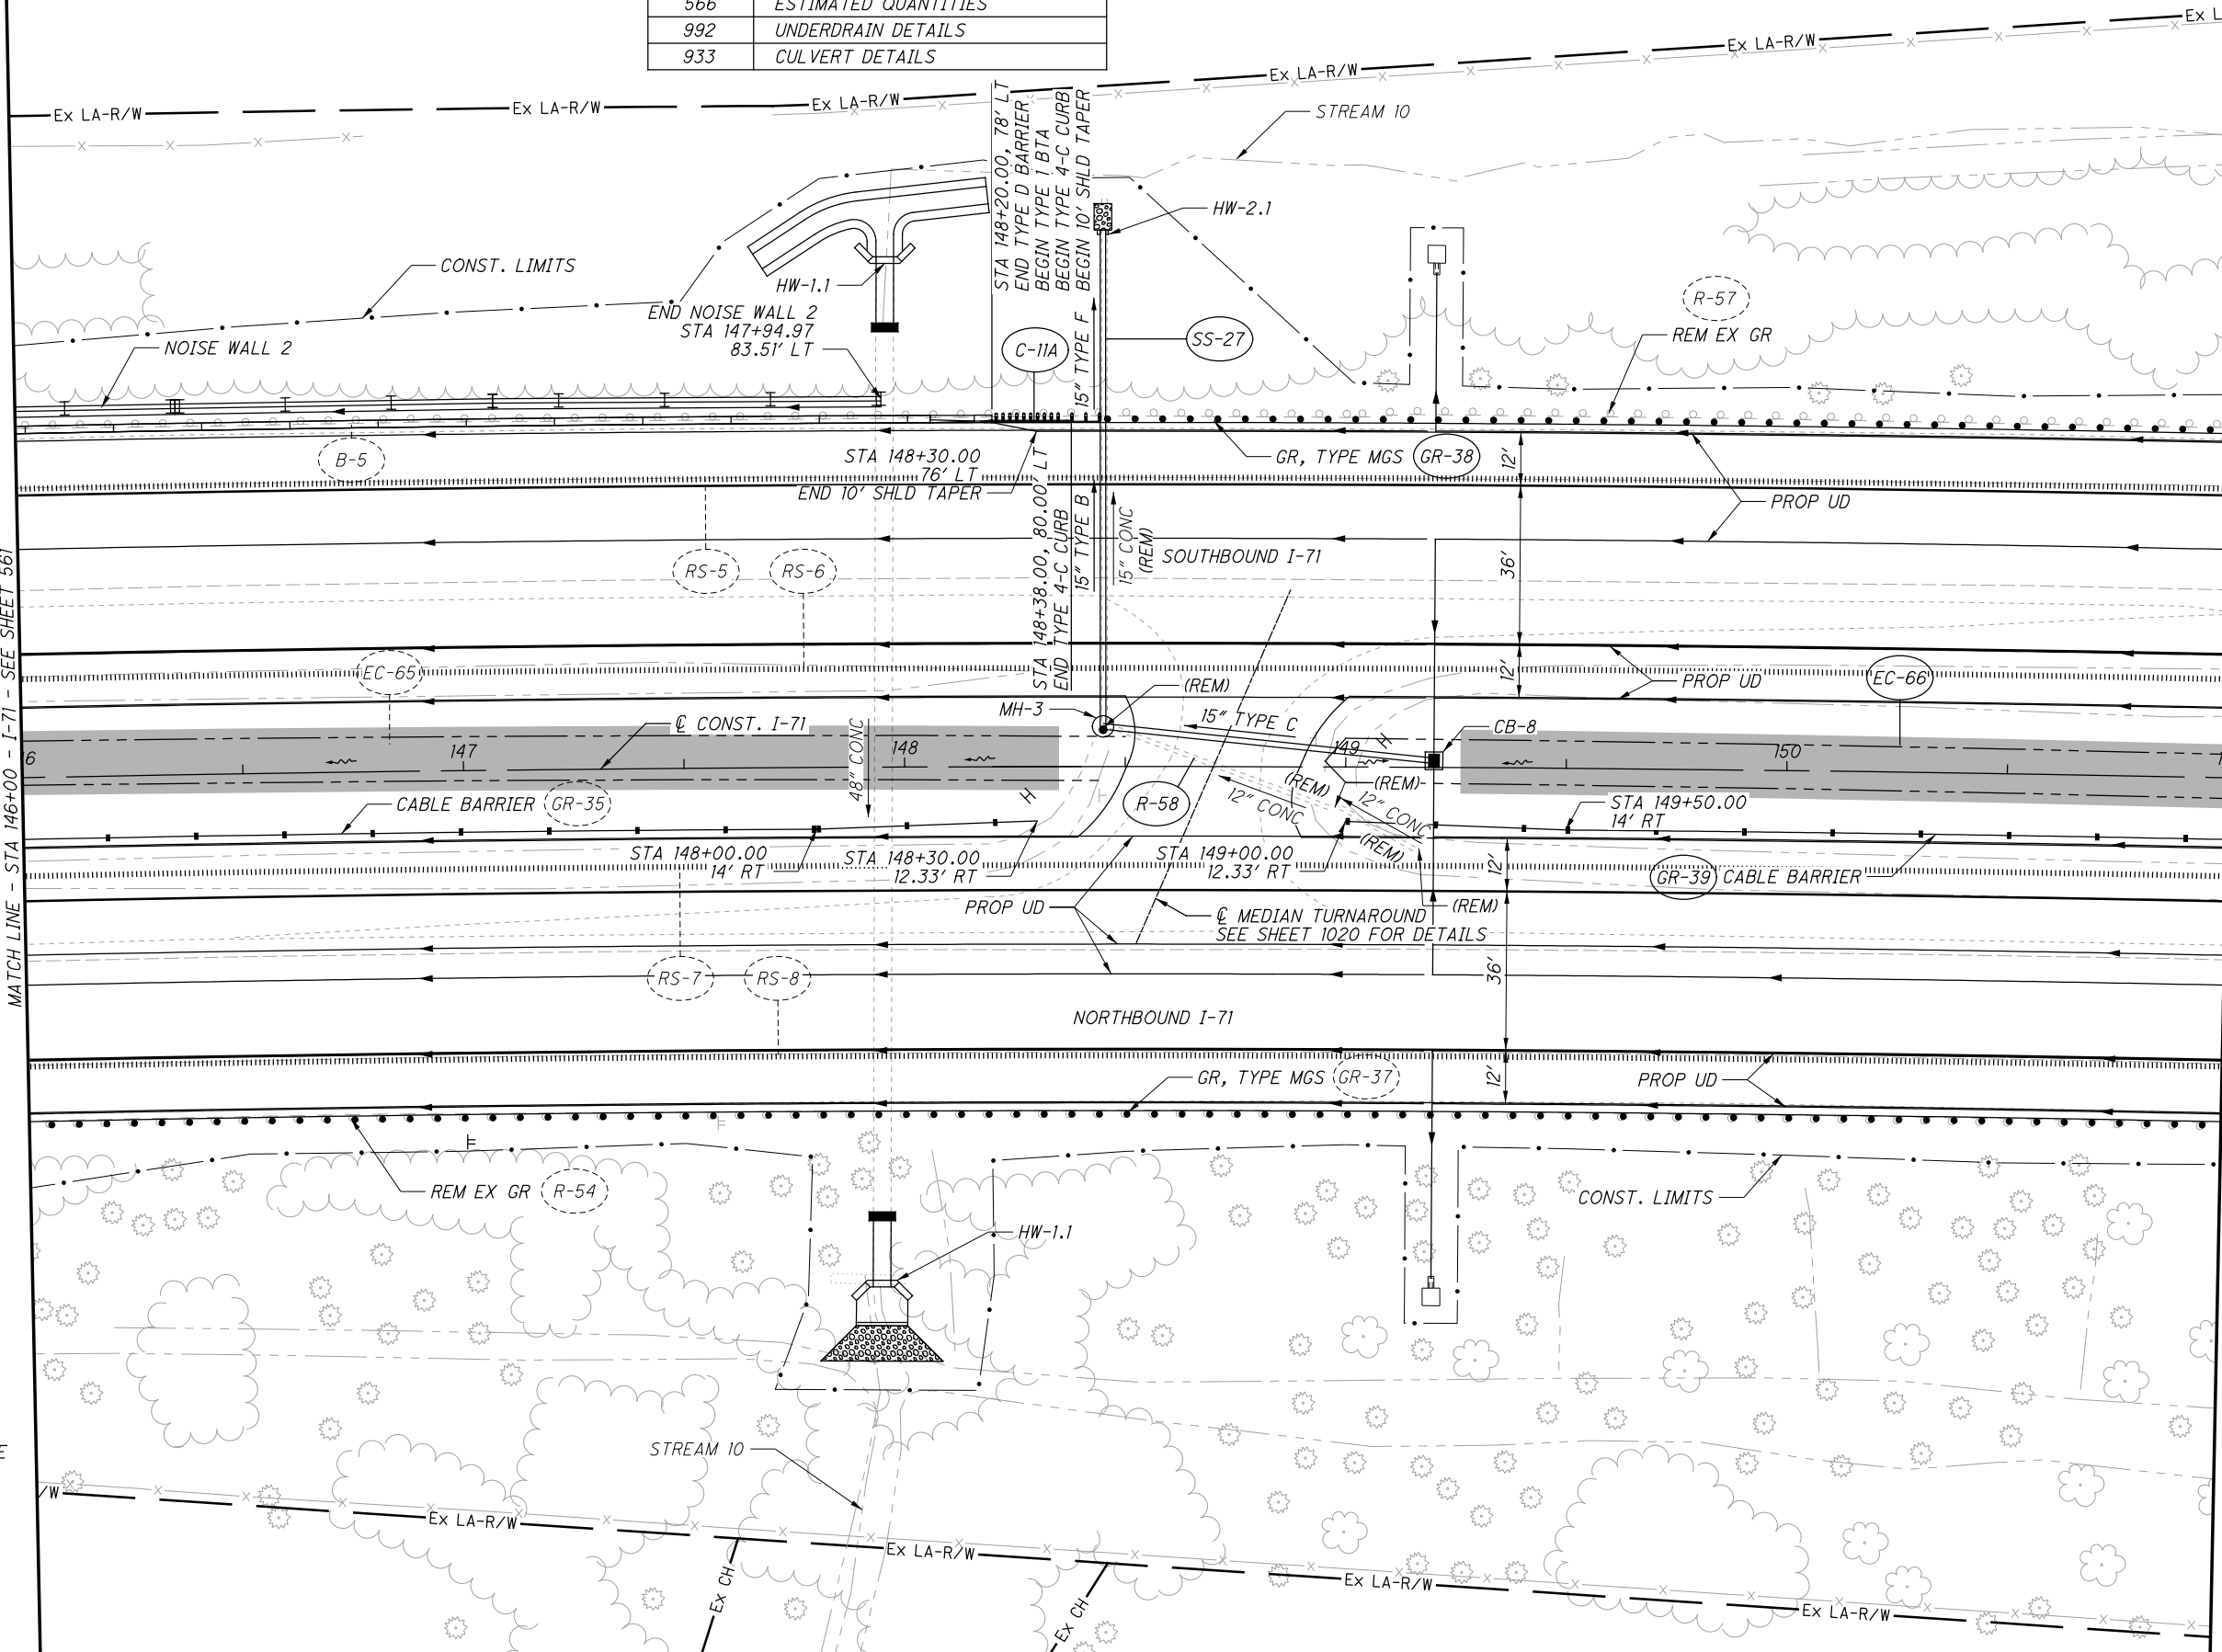 566 ESTIMATED QUANTITIES
992 UNDERDRAIN DETAILS
933 CULVERT DETAILS
Ex LA-R/W
Ex LA-R/W
Ex LA-R/W
Ex LA-R/W
Ex LA-R/W
Ex L
STREAM 10
STA 148+20.00, 78' LT
END TYPE D BARRIER
BEGIN TYPE 1 BTA
BEGIN TYPE 4-C CURB
BEGIN 10' SHLD TAPER
HW-2.1
CONST. LIMITS
HW-1.1
END NOISE WALL 2
STA 147+94.97
83.51' LT
NOISE WALL 2
C-11A
15" TYPE F
SS-27
R-57
REM EX GR
B-5
STA 148+30.00
76' LT
END 10' SHLD TAPER
GR, TYPE MGS
GR-38
12'
PROP UD
STA 148+38.00, 80.00' LT
END TYPE 4-C CURB
15" TYPE B
15" CONC
(REM)
SOUTHBOUND I-71
36'
RS-5
RS-6
MATCH LINE - STA 146+00 - I-71 - SEE SHEET 561
EC-65
12'
PROP UD
EC-66
(REM)
MH-3
15" TYPE C
CB-8
℄ CONST. I-71
48" CONC
6
147
148
149
150
1
CABLE BARRIER
GR-35
R-58
(REM)
12" CONC
(REM)
12" CONC
(REM)
STA 149+50.00
14' RT
STA 148+00.00
14' RT
STA 148+30.00
12.33' RT
STA 149+00.00
12.33' RT
12'
GR-39
CABLE BARRIER
PROP UD
(REM)
℄ MEDIAN TURNAROUND
SEE SHEET 1020 FOR DETAILS
RS-7
RS-8
36'
NORTHBOUND I-71
GR, TYPE MGS
GR-37
12'
PROP UD
REM EX GR
R-54
CONST. LIMITS
HW-1.1
STREAM 10
E
/W
Ex LA-R/W
Ex LA-R/W
Ex LA-R/W
Ex LA-R/W
Ex CH
Ex CH